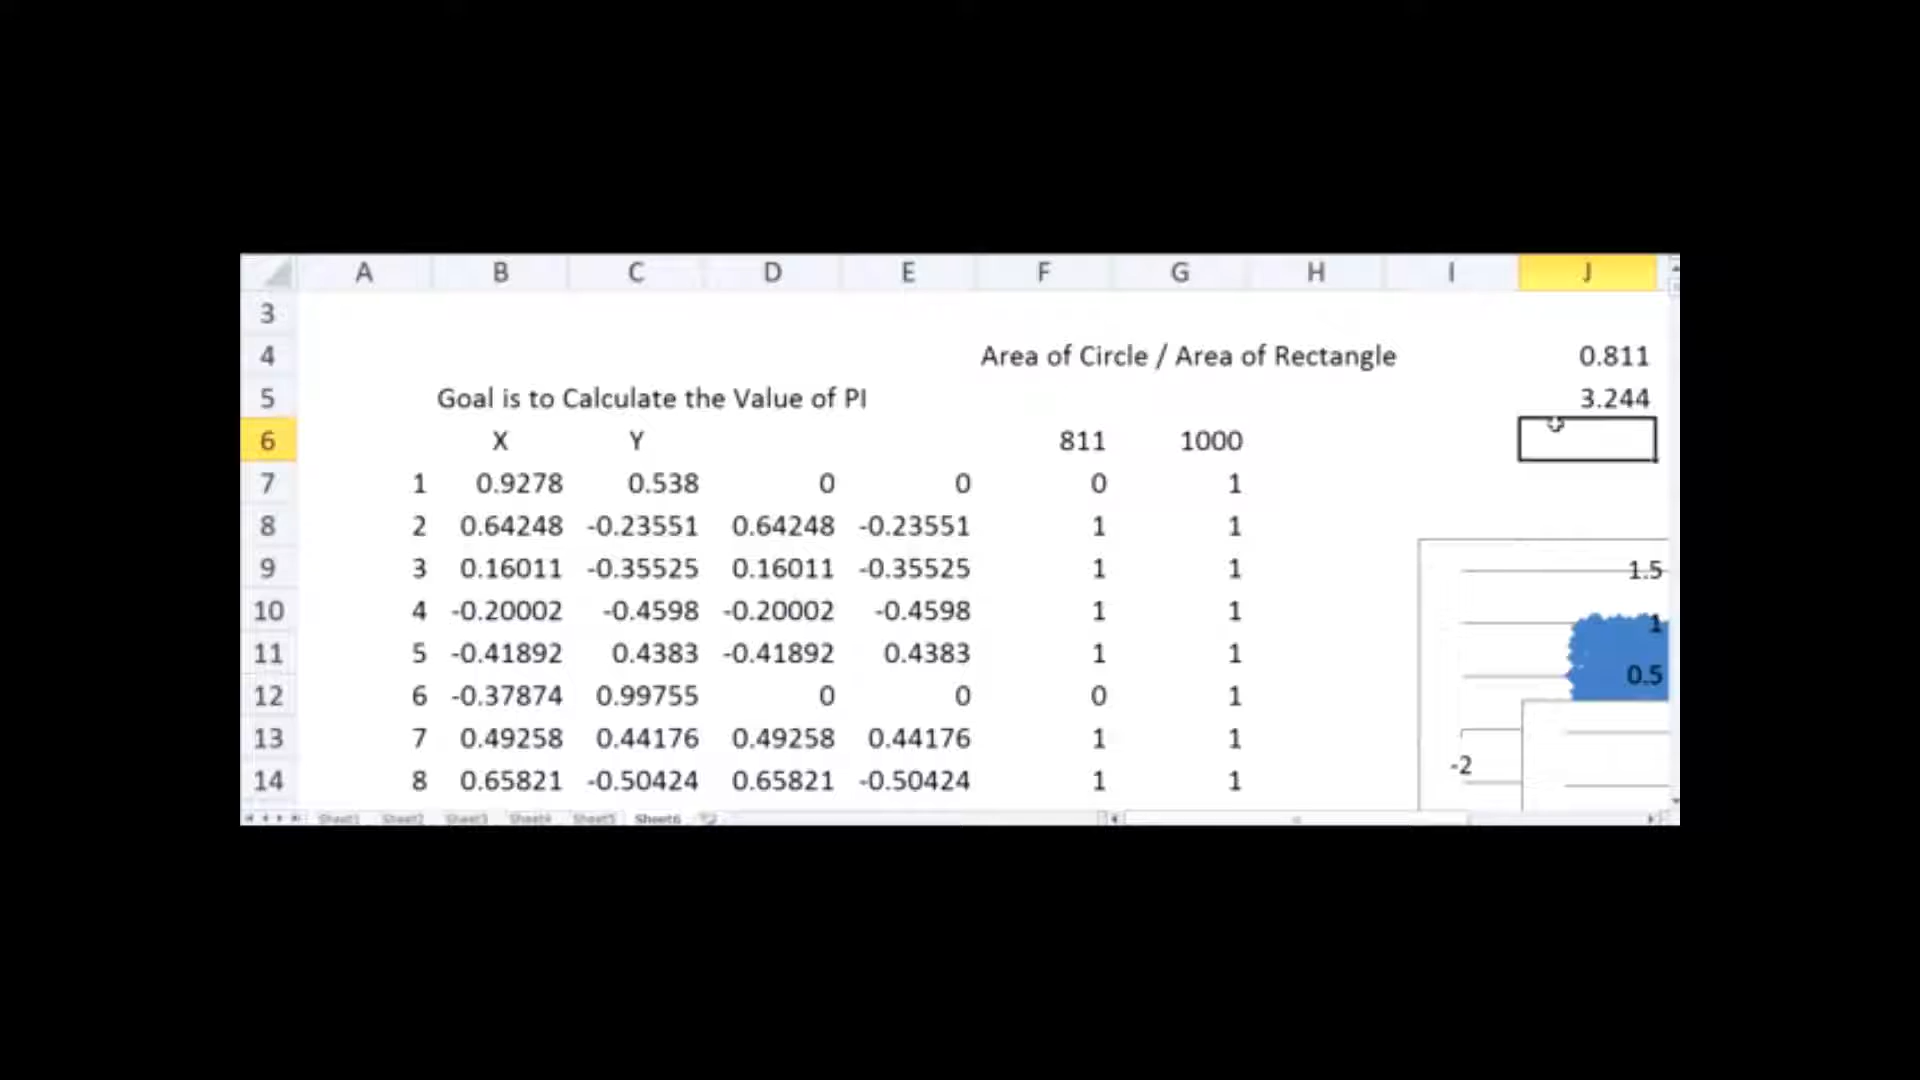 A B C D E F G H I J
3
4 Area of Circle / Area of Rectangle 0.811
5 Goal is to Calculate the Value of PI 3.244
6 X Y 811 1000
7 1 0.9278 0.538 0 0 0 1
8 2 0.64248 -0.23551 0.64248 -0.23551 1 1
9 3 0.16011 -0.35525 0.16011 -0.35525 1 1
10 4 -0.20002 -0.4598 -0.20002 -0.4598 1 1
11 5 -0.41892 0.4383 -0.41892 0.4383 1 1
12 6 -0.37874 0.99755 0 0 0 1
13 7 0.49258 0.44176 0.49258 0.44176 1 1
14 8 0.65821 -0.50424 0.65821 -0.50424 1 1
1.5
1
0.5
-2
Sheet1 Sheet2 Sheet3 Sheet4 Sheet5 Sheet6